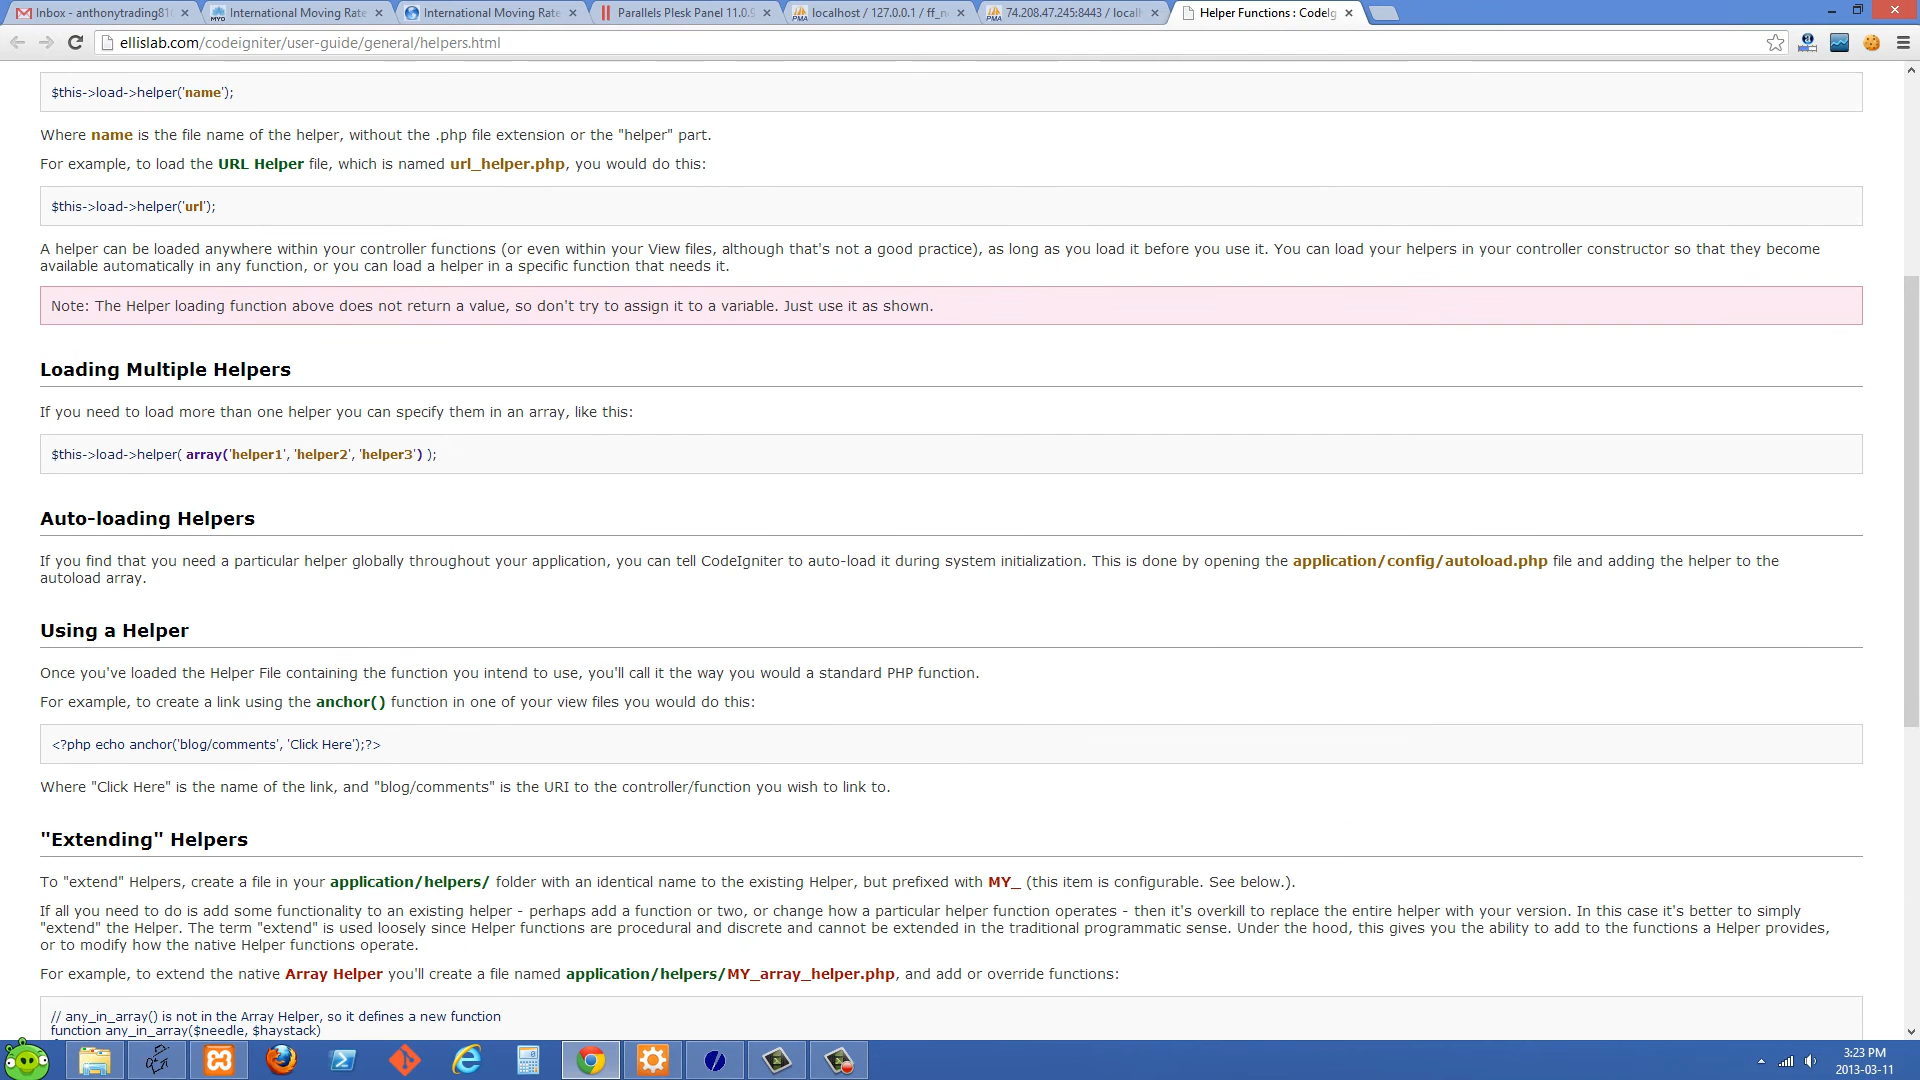 Inbox - anthonytrading810
International Moving Rate
International Moving Rate
Parallels Plesk Panel 11.0.9
localhost / 127.0.0.1 / ff_n
74.208.47.245:8443 / localh
Helper Functions : CodeIg
ellislab.com/codeigniter/user-guide/general/helpers.html
$this->load->helper('name');
Where name is the file name of the helper, without the .php file extension or the "helper" part.
For example, to load the URL Helper file, which is named url_helper.php, you would do this:
$this->load->helper('url');
A helper can be loaded anywhere within your controller functions (or even within your View files, although that's not a good practice), as long as you load it before you use it. You can load your helpers in your controller constructor so that they become
available automatically in any function, or you can load a helper in a specific function that needs it.
Note: The Helper loading function above does not return a value, so don't try to assign it to a variable. Just use it as shown.
Loading Multiple Helpers
If you need to load more than one helper you can specify them in an array, like this:
$this->load->helper( array('helper1', 'helper2', 'helper3') );
Auto-loading Helpers
If you find that you need a particular helper globally throughout your application, you can tell CodeIgniter to auto-load it during system initialization. This is done by opening the application/config/autoload.php file and adding the helper to the
autoload array.
Using a Helper
Once you've loaded the Helper File containing the function you intend to use, you'll call it the way you would a standard PHP function.
For example, to create a link using the anchor() function in one of your view files you would do this:
<?php echo anchor('blog/comments', 'Click Here');?>
Where "Click Here" is the name of the link, and "blog/comments" is the URI to the controller/function you wish to link to.
"Extending" Helpers
To "extend" Helpers, create a file in your application/helpers/ folder with an identical name to the existing Helper, but prefixed with MY_ (this item is configurable. See below.).
If all you need to do is add some functionality to an existing helper - perhaps add a function or two, or change how a particular helper function operates - then it's overkill to replace the entire helper with your version. In this case it's better to simply
"extend" the Helper. The term "extend" is used loosely since Helper functions are procedural and discrete and cannot be extended in the traditional programmatic sense. Under the hood, this gives you the ability to add to the functions a Helper provides,
or to modify how the native Helper functions operate.
For example, to extend the native Array Helper you'll create a file named application/helpers/MY_array_helper.php, and add or override functions:
// any_in_array() is not in the Array Helper, so it defines a new function
function any_in_array($needle, $haystack)
3:23 PM
2013-03-11